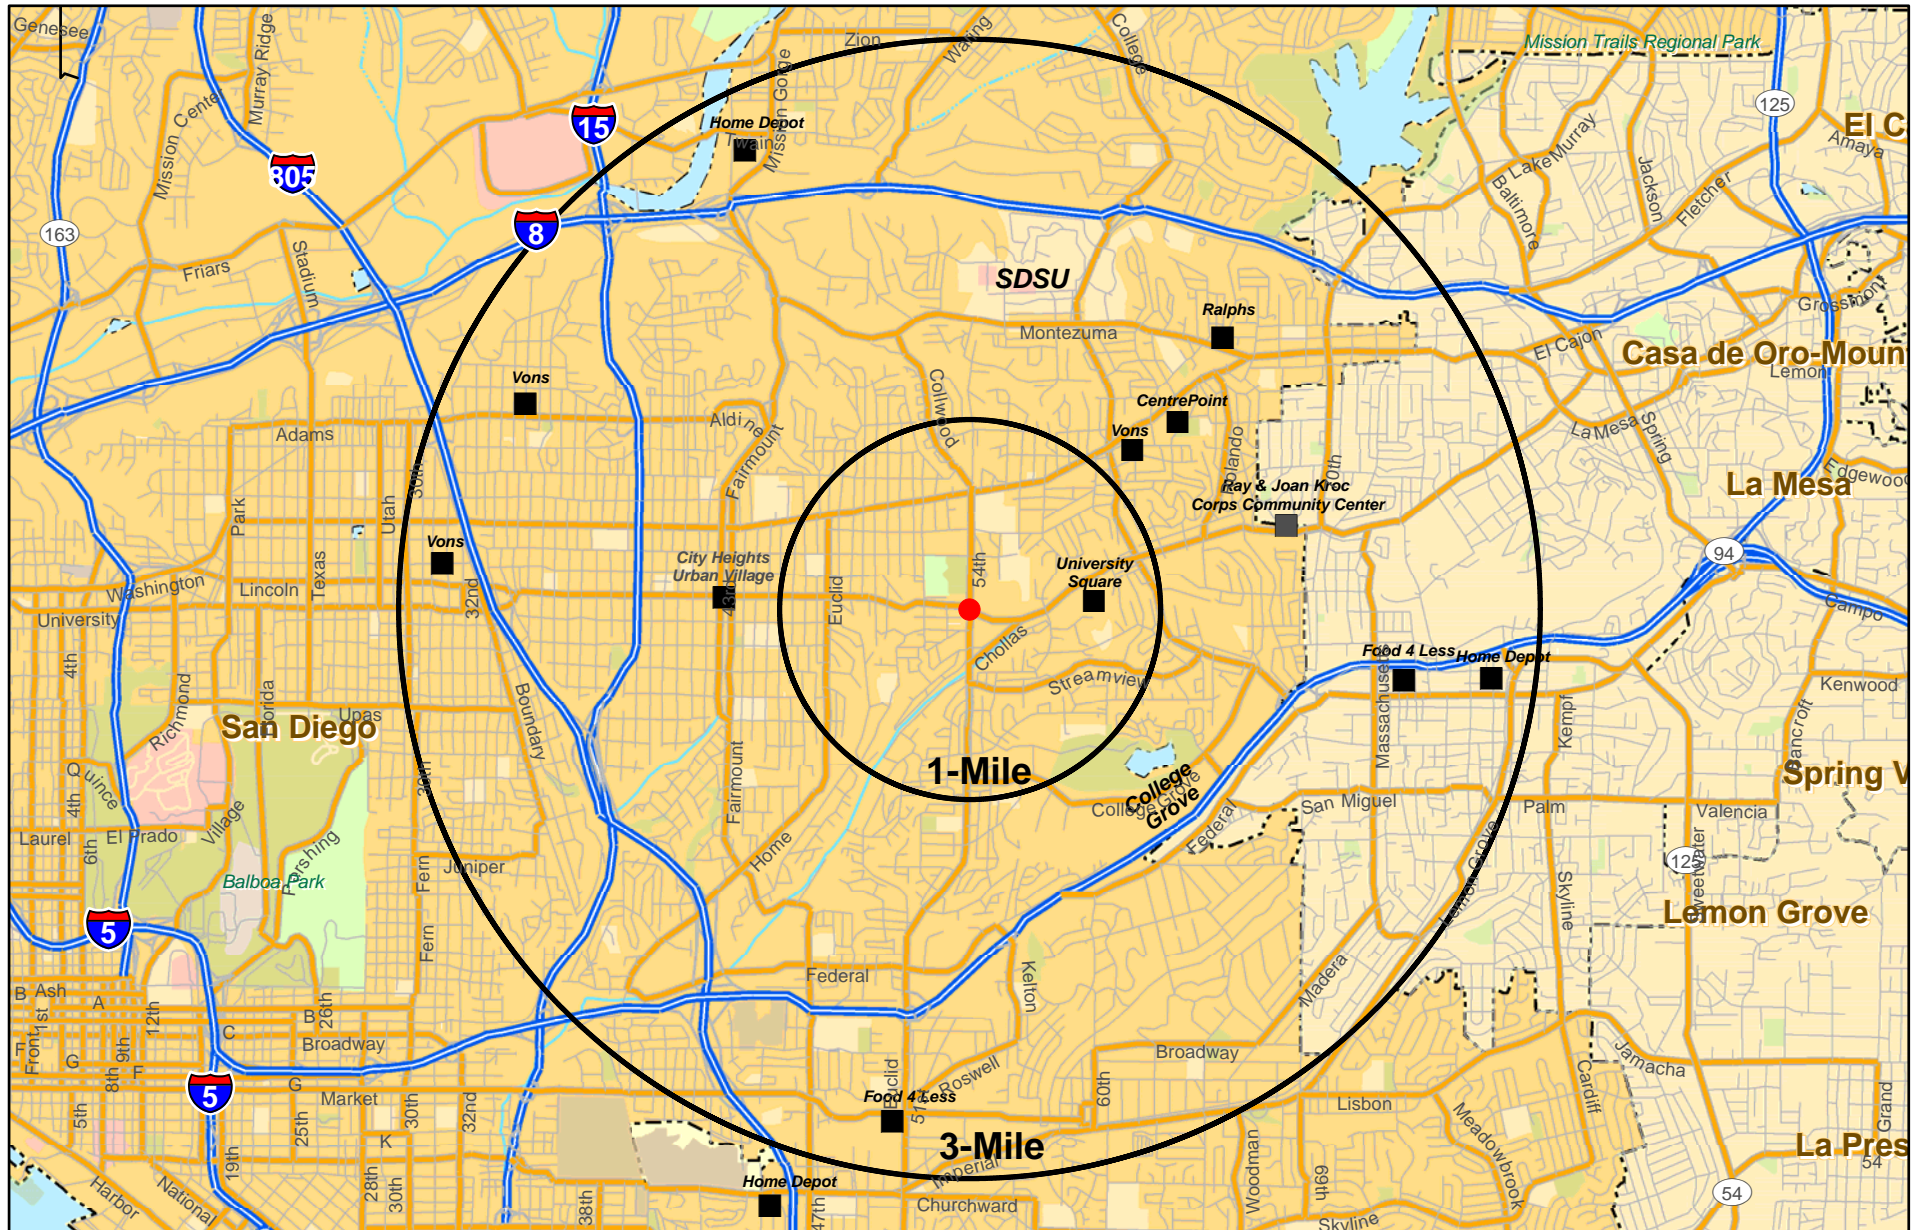 Genesee
Murray Ridge
Mission Center
Zion
Waring
College
Mission Trails Regional Park
125
El C
Amaya
15
Home Depot
Twain
Mission Gorge
Lake Murray
Baltimore
Jackson
Fletcher
805
163
8
Friars
Stadium
SDSU
Grossmont
Ralphs
Montezuma
El Cajon
Casa de Oro-Moun
Lemon
Vons
Collwood
CentrePoint
Adams
Aldine
Fairmount
Vons
La Mesa
Spring
30th
Park
Utah
Ray & Joan Kroc
Corps Community Center
La Mesa
Edgewood
Vons
City Heights
Urban Village
54th
University
Square
94
Washington
Lincoln
Texas
32nd
43rd
Euclid
University
Campo
Chollas
4th
Streamview
Food 4 Less
Home Depot
Massachusetts
Kenwood
Richmond
Upas
San Diego
Boundary
Kempf
Bancroft
Quince
4th
30th
Fairmount
1-Mile
College
Grove
College Grove
Federal
San Miguel
Palm
Valencia
Spring V
Laurel
6th
El Prado
Village
Pershing
Balboa Park
Fern
Juniper
Home
Lemon Grove
125
Sweetwater
Skyline
Lemon Grove
5
Fern
Federal
Kelton
Madera
B
Ash
A
1st
12th
B
26th
C
Broadway
F
Front
G
8th
9th
F
G
5
Market
Broadway
Euclid
Roswell
Food 4 Less
51st
60th
Lisbon
Jamacha
Cardiff
Grand
Meadowbrook
5th
25th
30th
32nd
K
19th
28th
30th
3-Mile
Imperial
La Pres
54
Harbor
National
38th
Home Depot
47th
Churchward
Woodman
69th
Skyline
54